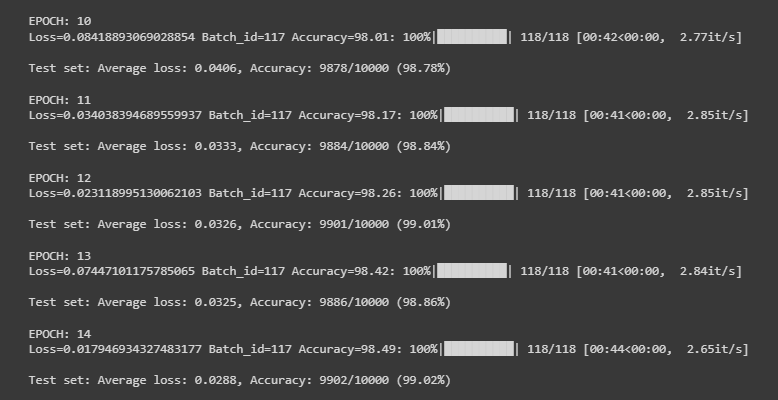 EPOCH: 10
Loss=0.08418893069028854 Batch_id=117 Accuracy=98.01: 100%|██████████| 118/118 [00:42<00:00,  2.77it/s]
Test set: Average loss: 0.0406, Accuracy: 9878/10000 (98.78%)
EPOCH: 11
Loss=0.034038394689559937 Batch_id=117 Accuracy=98.17: 100%|██████████| 118/118 [00:41<00:00,  2.85it/s]
Test set: Average loss: 0.0333, Accuracy: 9884/10000 (98.84%)
EPOCH: 12
Loss=0.023118995130062103 Batch_id=117 Accuracy=98.26: 100%|██████████| 118/118 [00:41<00:00,  2.85it/s]
Test set: Average loss: 0.0326, Accuracy: 9901/10000 (99.01%)
EPOCH: 13
Loss=0.07447101175785065 Batch_id=117 Accuracy=98.42: 100%|██████████| 118/118 [00:41<00:00,  2.84it/s]
Test set: Average loss: 0.0325, Accuracy: 9886/10000 (98.86%)
EPOCH: 14
Loss=0.017946934327483177 Batch_id=117 Accuracy=98.49: 100%|██████████| 118/118 [00:44<00:00,  2.65it/s]
Test set: Average loss: 0.0288, Accuracy: 9902/10000 (99.02%)